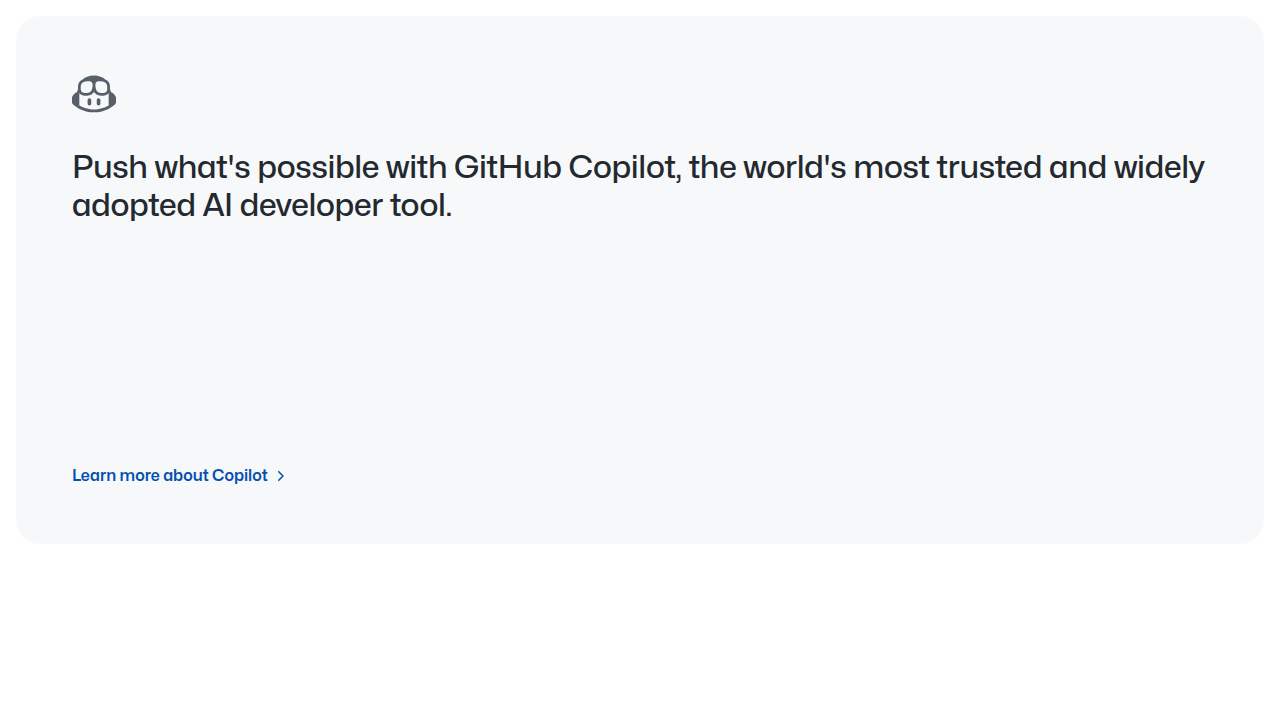 Push what's possible with GitHub Copilot, the world's most trusted and widely
adopted AI developer tool.
Learn more about Copilot